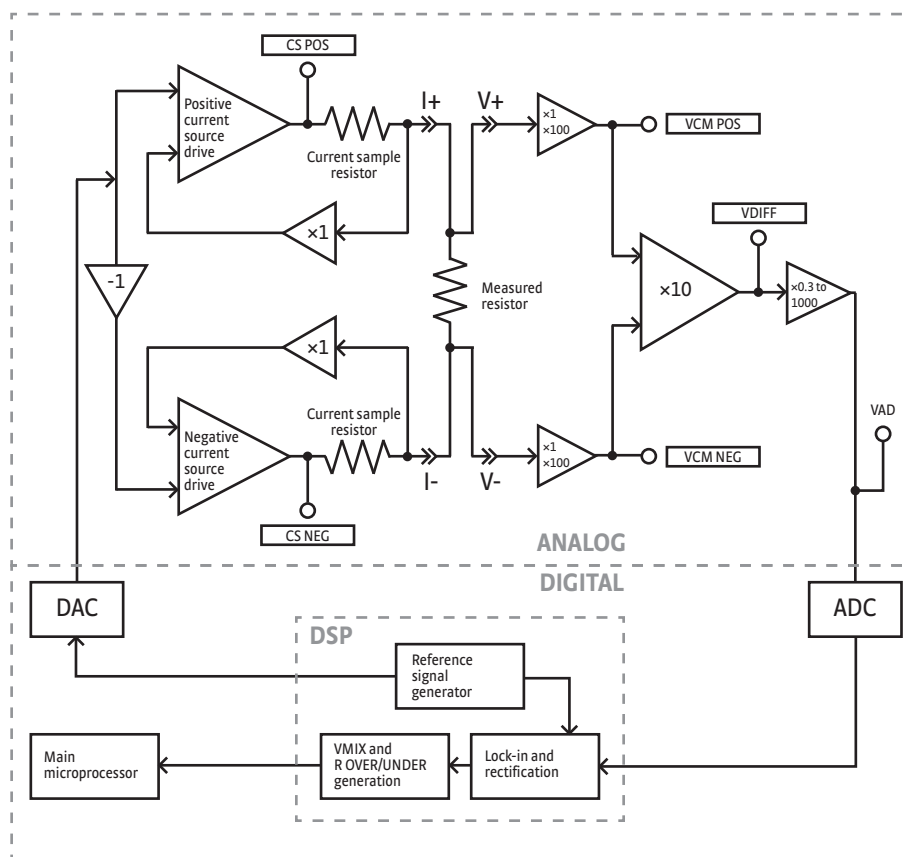 CS POS
Positive
current
source
drive
Current sample
resistor
I+
V+
×1
×100
VCM POS
×1
VDIFF
-1
Measured
resistor
×10
×0.3 to
1000
×1
Negative
current
source
drive
Current sample
resistor
I-
V-
×1
×100
VCM NEG
VAD
CS NEG
ANALOG
DIGITAL
DAC
ADC
DSP
Reference
signal
generator
Main
microprocessor
VMIX and
R OVER/UNDER
generation
Lock-in and
rectification